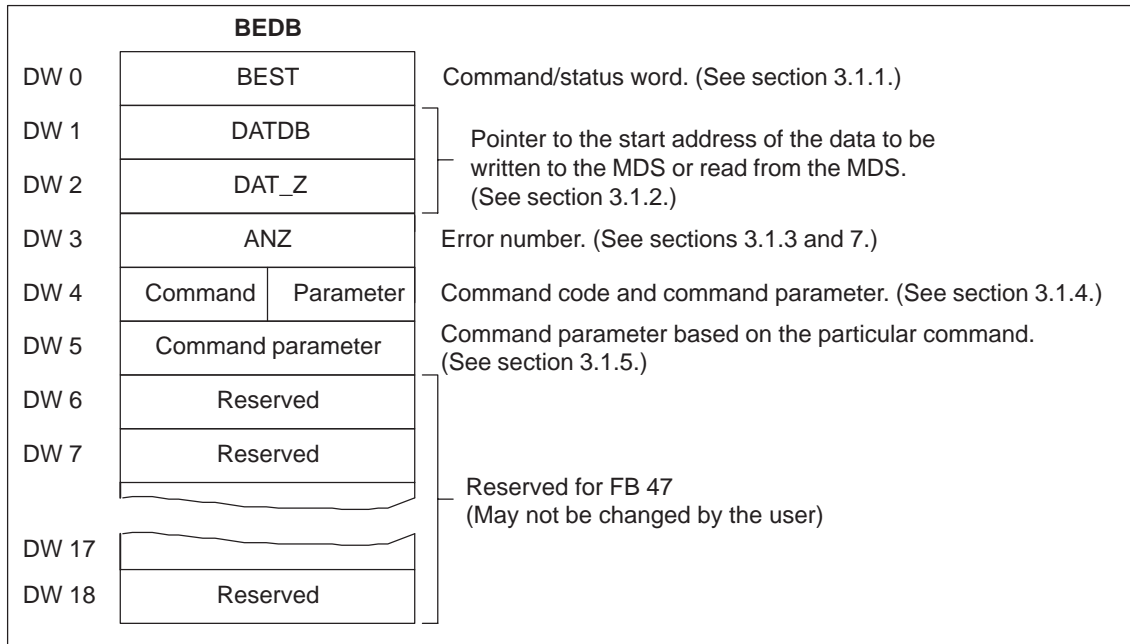 BEDB
DW 0 BEST Command/status word. (See section 3.1.1.)
DW 1 DATDB
Pointer to the start address of the data to be
written to the MDS or read from the MDS.
(See section 3.1.2.)
DW 2 DAT_Z
DW 3 ANZ Error number. (See sections 3.1.3 and 7.)
DW 4 Command Parameter Command code and command parameter. (See section 3.1.4.)
DW 5 Command parameter Command parameter based on the particular command.
(See section 3.1.5.)
DW 6 Reserved
DW 7 Reserved
Reserved for FB 47
(May not be changed by the user)
DW 17
DW 18 Reserved